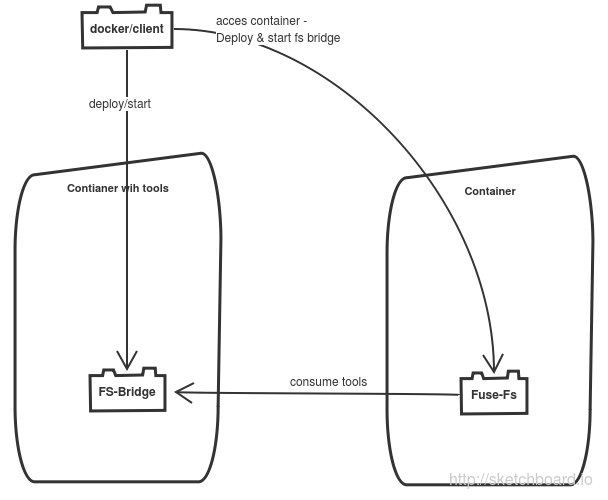 docker/client
acces container -
Deploy & start fs bridge
deploy/start
Contianer wih tools
Container
FS-Bridge
consume tools
Fuse-Fs
http://sketchboard.io